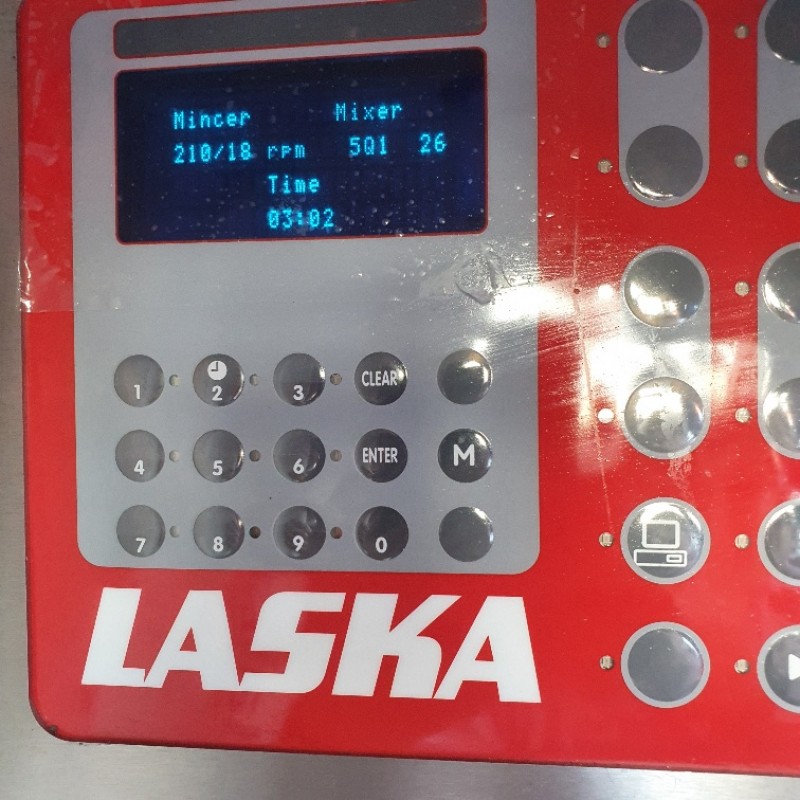 Mincer Mixer
210/18 rpm 5Q1 26
Time
03:02
1 2 3 CLEAR
4 5 6 ENTER M
7 8 9 0
LASKA